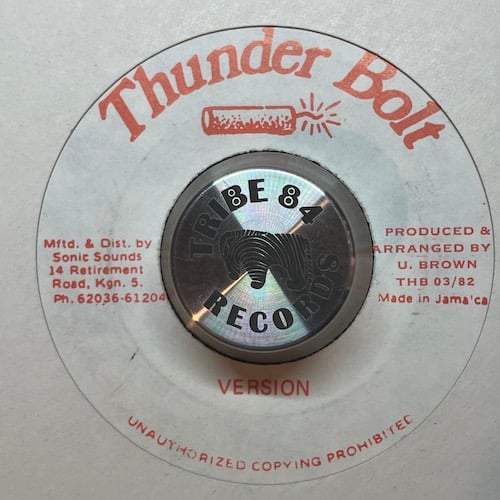 Thunder Bolt
TRIBE 84
RECORDS
Mftd. & Dist. by
Sonic Sounds
14 Retirement
Road, Kgn. 5.
Ph. 62036-61204
PRODUCED &
ARRANGED BY
U. BROWN
THB 03/82
Made in Jama'ca
VERSION
UNAUTHORIZED COPYING PROHIBITED